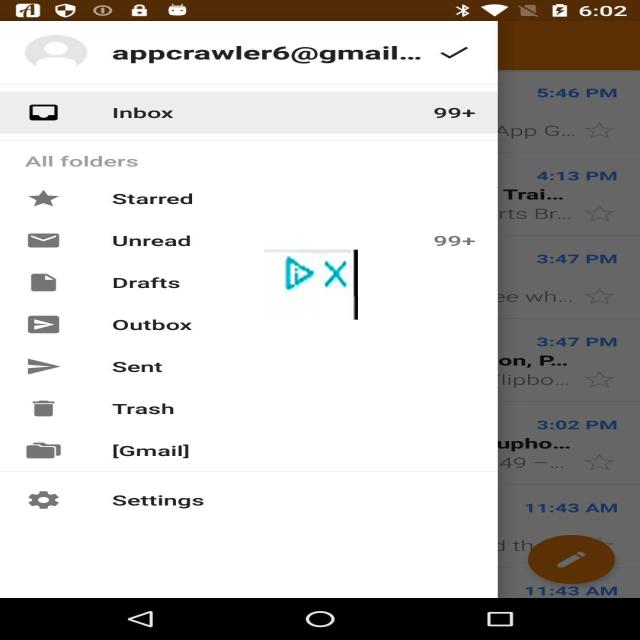 6:02
appcrawler6@gmail...
Inbox 99+
All folders
Starred
Unread 99+
Drafts
Outbox
Sent
Trash
[Gmail]
Settings
5:46 PM
App G...
4:13 PM
Trai...
rts Br...
3:47 PM
ee wh...
3:47 PM
on, P...
lipbo...
3:02 PM
upho...
49 –...
11:43 AM
d th
11:43 AM